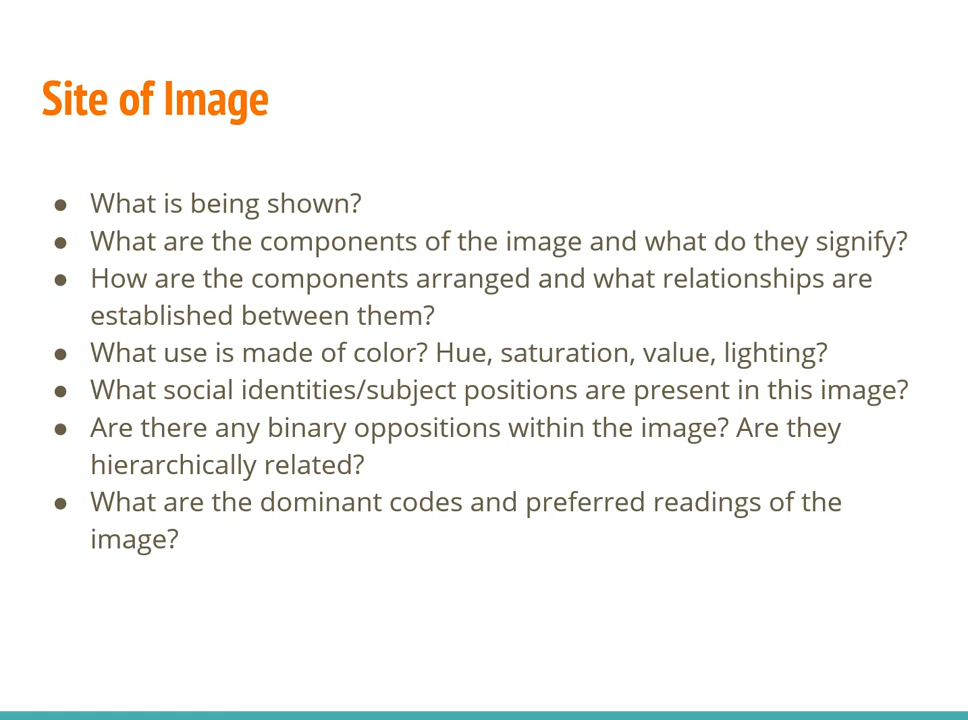 Site of Image
● What is being shown?
● What are the components of the image and what do they signify?
● How are the components arranged and what relationships are
established between them?
● What use is made of color? Hue, saturation, value, lighting?
● What social identities/subject positions are present in this image?
● Are there any binary oppositions within the image? Are they
hierarchically related?
● What are the dominant codes and preferred readings of the
image?